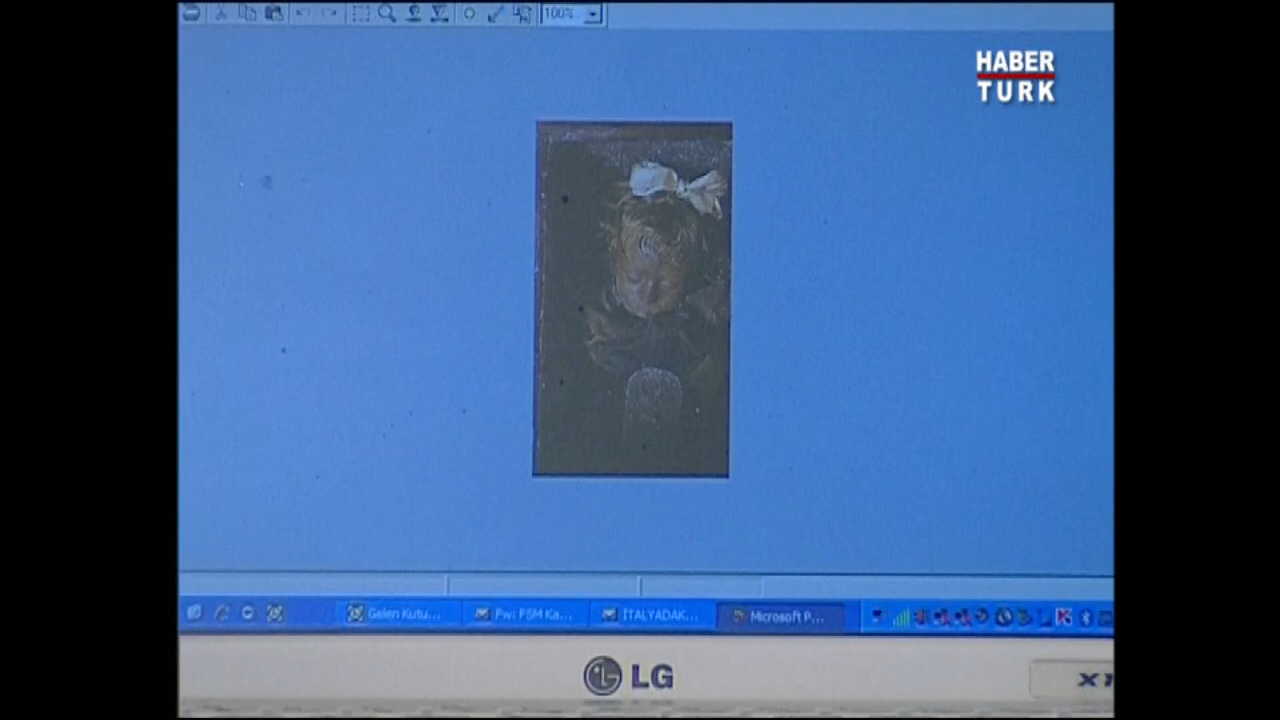 100%
HABER
TURK
Gelen Kutu...
Fw: FSM Ka...
İTALYADAK...
Microsoft P...
LG